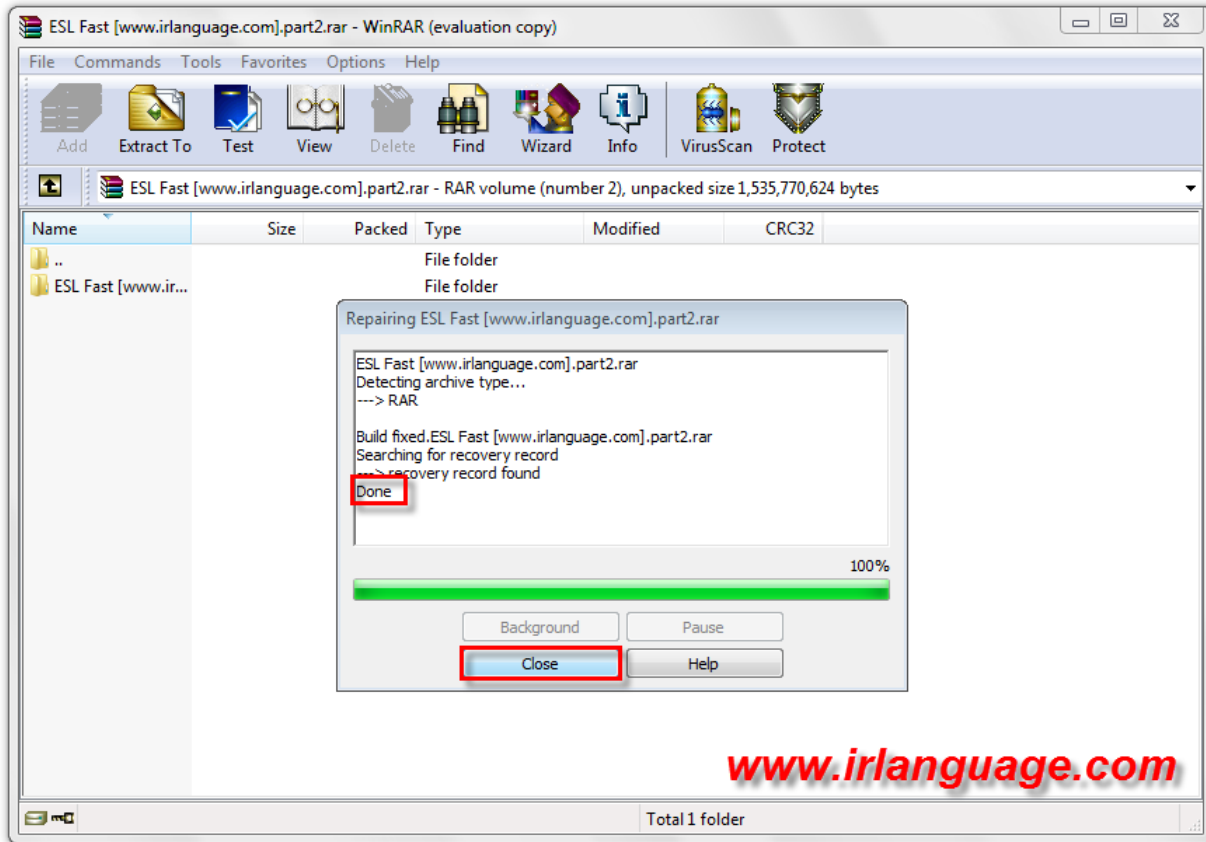 ESL Fast [www.irlanguage.com].part2.rar - WinRAR (evaluation copy)
File Commands Tools Favorites Options Help
Add Extract To Test View Delete Find Wizard Info VirusScan Protect
ESL Fast [www.irlanguage.com].part2.rar - RAR volume (number 2), unpacked size 1,535,770,624 bytes
Name Size Packed Type Modified CRC32
.. File folder
ESL Fast [www.ir... File folder
Repairing ESL Fast [www.irlanguage.com].part2.rar
ESL Fast [www.irlanguage.com].part2.rar
Detecting archive type...
---> RAR
Build fixed.ESL Fast [www.irlanguage.com].part2.rar
Searching for recovery record
---> recovery record found
Done
100%
Background Pause
Close Help
www.irlanguage.com
Total 1 folder